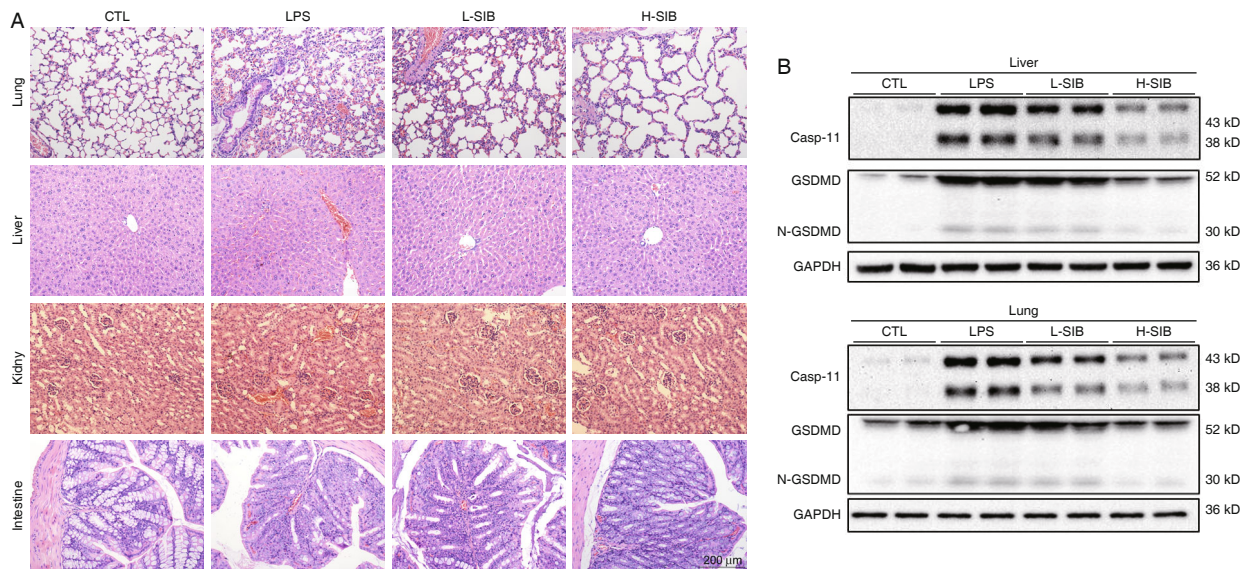 A
CTL LPS L-SIB H-SIB
Lung
Liver
Kidny
Intestine
200 μm
B
Liver
CTL LPS L-SIB H-SIB
Casp-11
43 kD
38 kD
GSDMD 52 kD
N-GSDMD 30 kD
GAPDH 36 kD
Lung
CTL LPS L-SIB H-SIB
43 kD
Casp-11
38 kD
GSDMD 52 kD
N-GSDMD 30 kD
GAPDH 36 kD